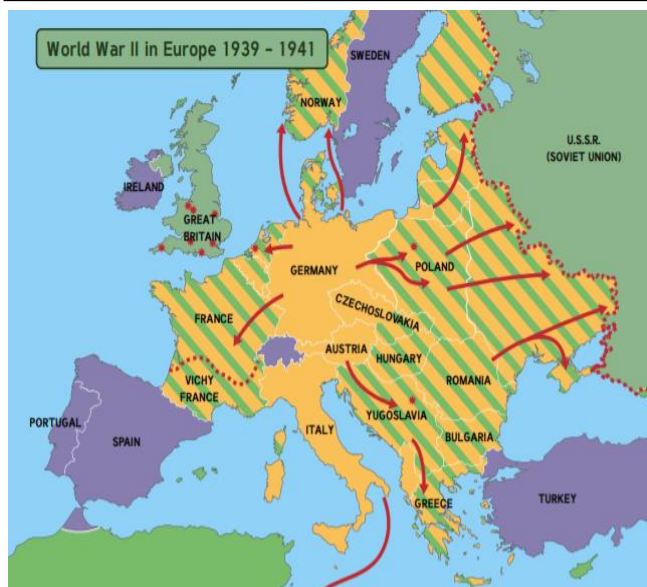 World War II in Europe 1939 - 1941
SWEDEN
NORWAY
U.S.S.R.
(SOVIET UNION)
IRELAND
GREAT
BRITAIN
GERMANY
POLAND
CZECHOSLOVAKIA
FRANCE
AUSTRIA
HUNGARY
VICHY
FRANCE
ROMANIA
YUGOSLAVIA
ITALY
PORTUGAL
SPAIN
BULGARIA
GREECE
TURKEY